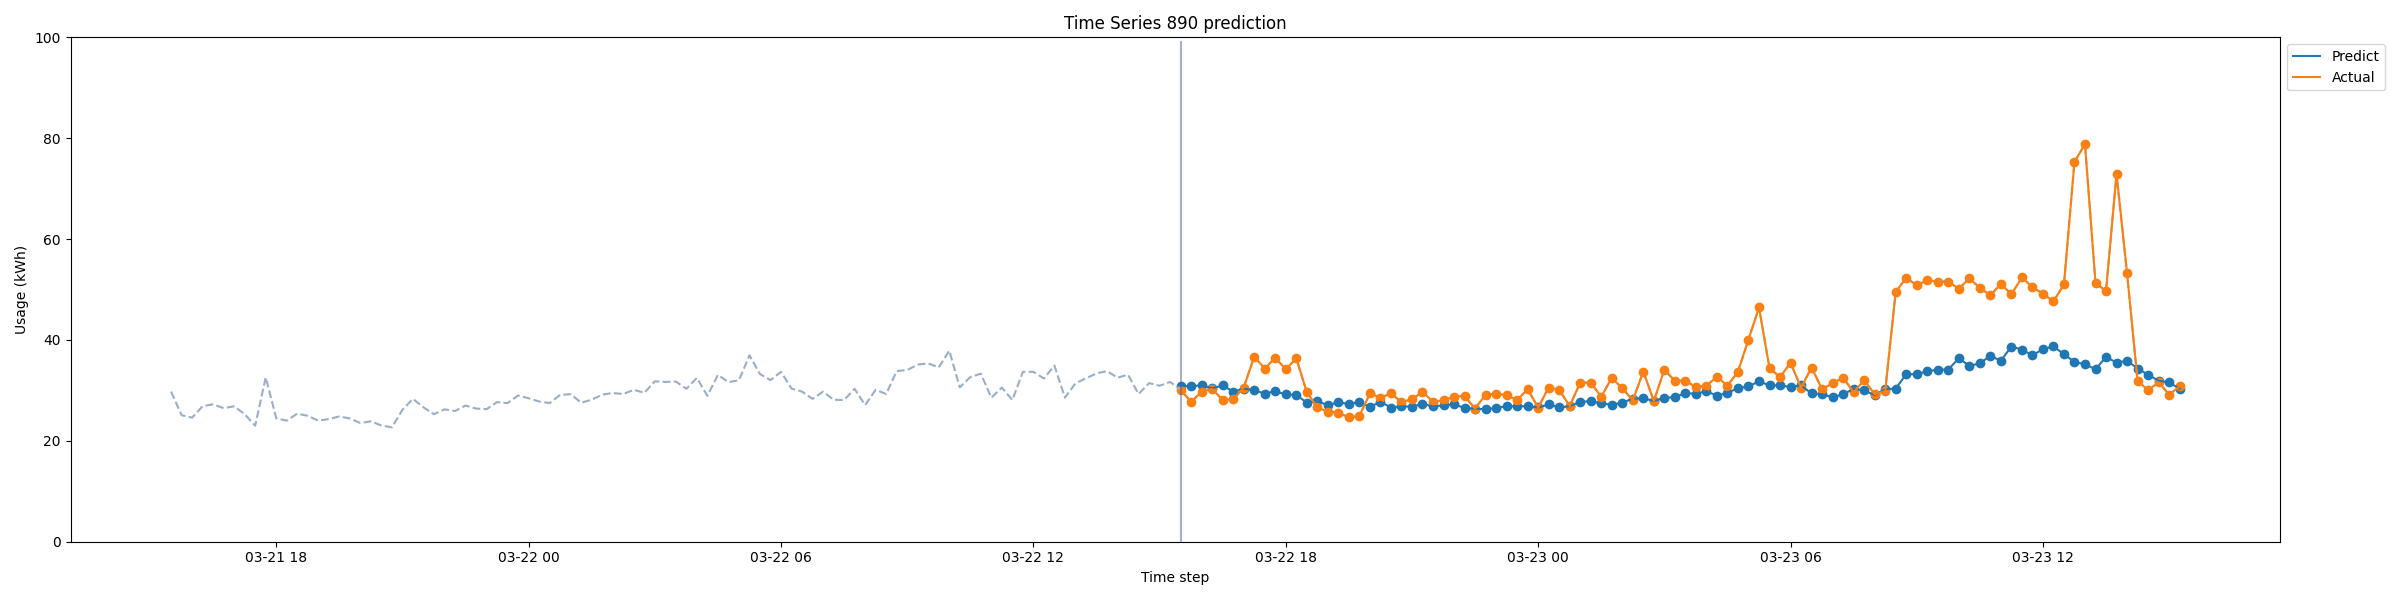 Time Series 890 prediction
100
80
60
40
20
0
Usage (kWh)
03-21 18
03-22 00
03-22 06
03-22 12
03-22 18
03-23 00
03-23 06
03-23 12
Time step
Predict
Actual